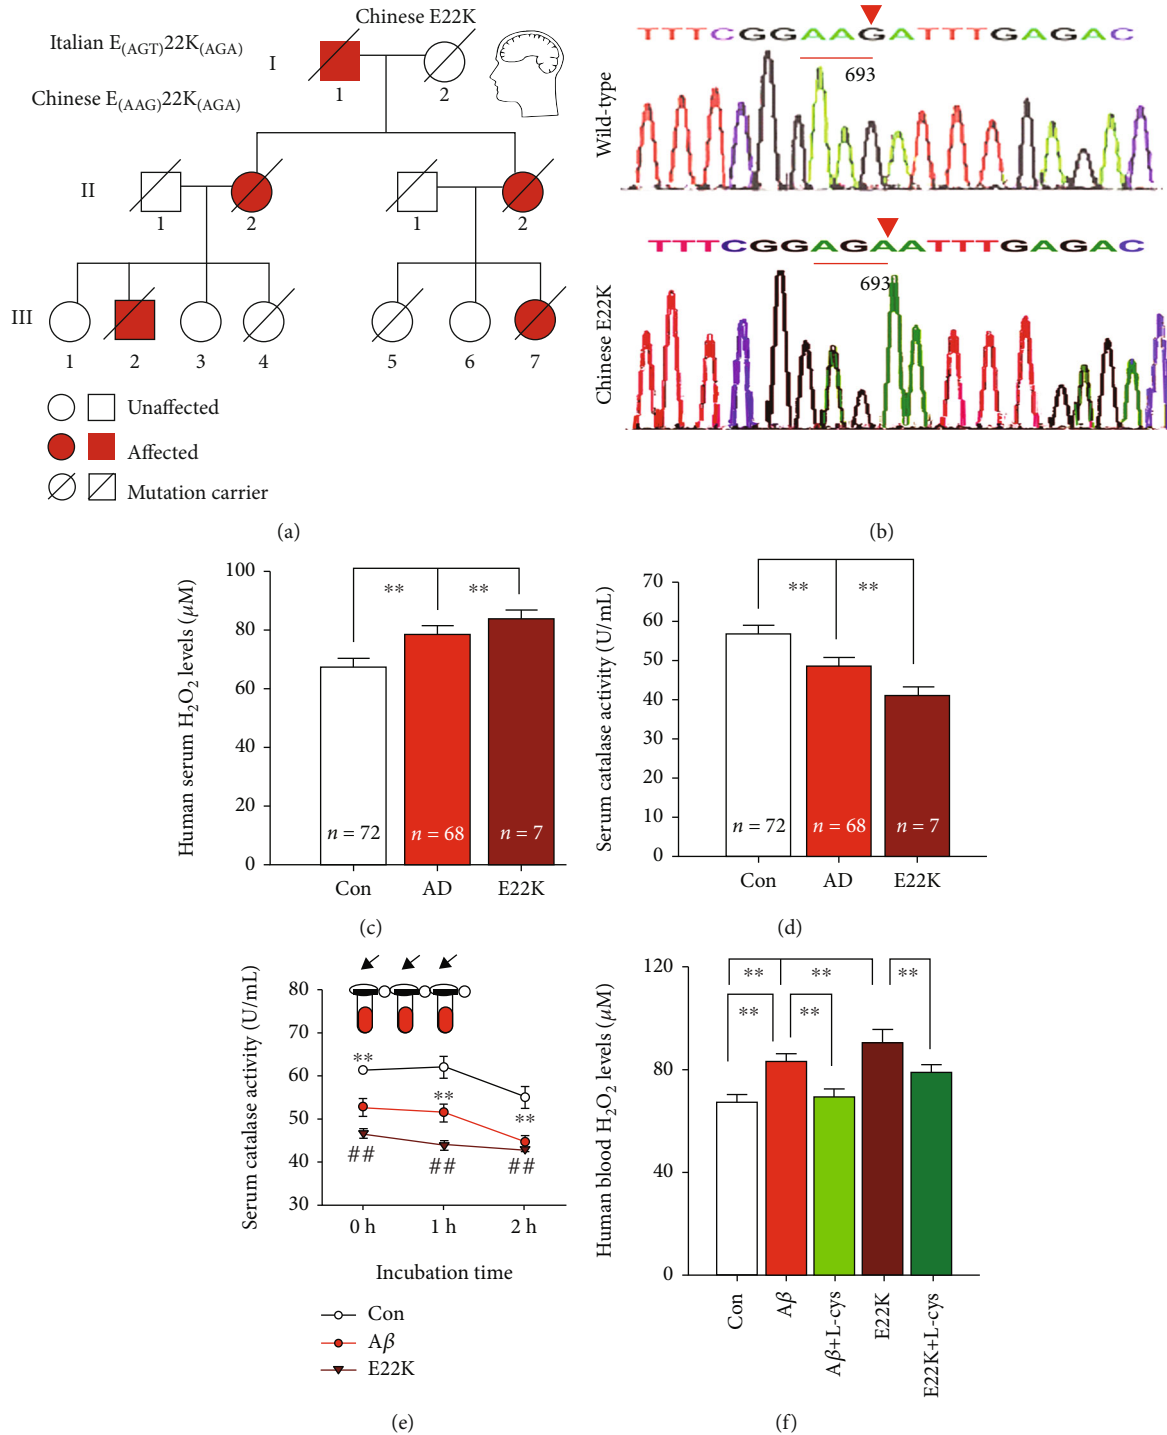 Chinese E22K
Italian E(AGT)22K(AGA)
Chinese E(AAG)22K(AGA)
I
1 2
II
1 2 1 2
III
1 2 3 4 5 6 7
Unaffected
Affected
Mutation carrier
(a)
Wild-type
TTTCGGAAGATTTGAGAC
693
Chinese E22K
TTTCGGAGAATTTGAGAC
693
(b)
Human serum H2O2 levels (μM)
100
80
60
40
20
0
** **
n = 72 n = 68 n = 7
Con AD E22K
(c)
Serum catalase activity (U/mL)
70
60
50
40
30
20
10
0
** **
n = 72 n = 68 n = 7
Con AD E22K
(d)
Serum catalase activity (U/mL)
80
70
60
50
40
30
** ** **
## ## ##
0 h 1 h 2 h
Incubation time
Con
Aβ
E22K
(e)
Human blood H2O2 levels (μM)
120
80
40
0
** ** **
** **
Con Aβ Aβ+L-cys E22K E22K+L-cys
(f)